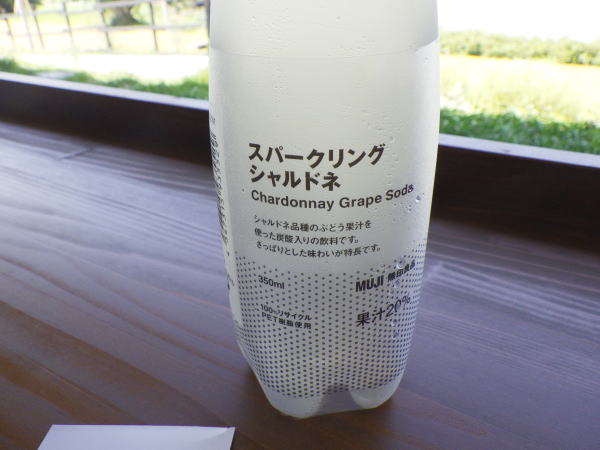 スパークリング
シャルドネ
Chardonnay Grape Soda
シャルドネ品種のぶどう果汁を
使った炭酸入りの飲料です。
さっぱりとした味わいが特長です。
350ml
MUJI 無印良品
100%リサイクル
PET樹脂使用
果汁20%